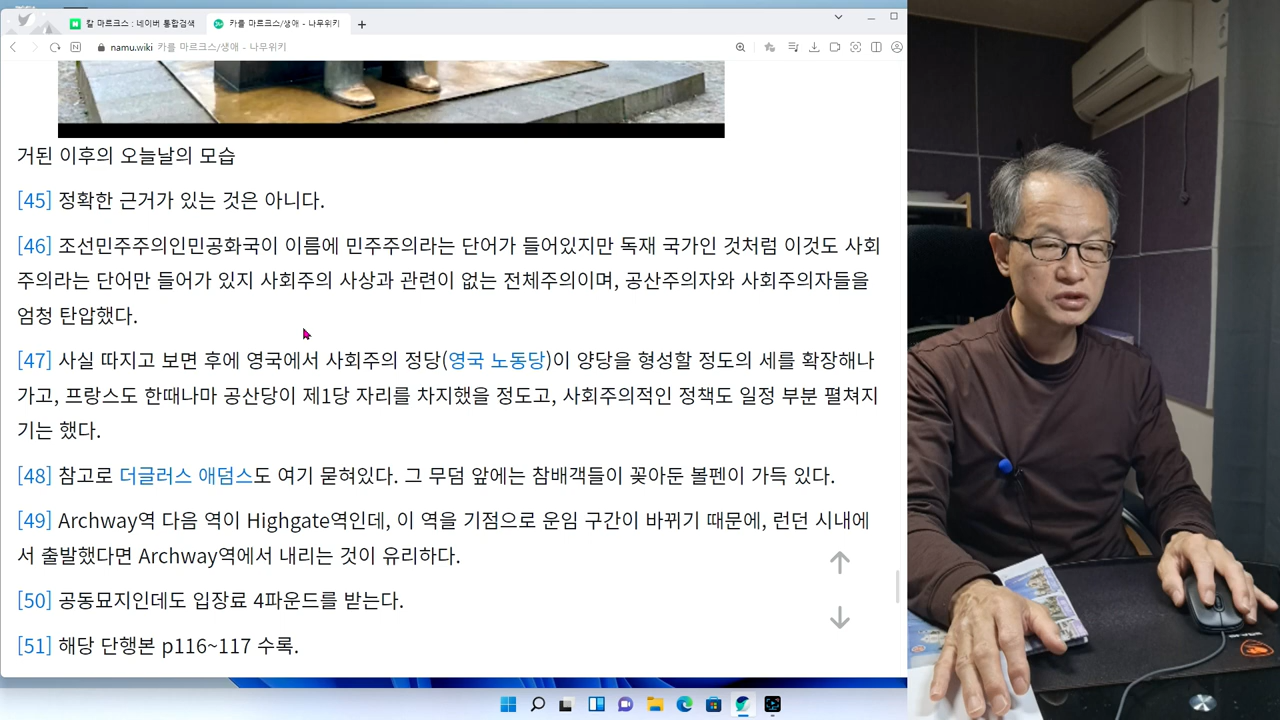 칼 마르크스 : 네이버 통합검색
카를 마르크스/생애 - 나무위키
namu.wiki 카를 마르크스/생애 - 나무위키
거된 이후의 오늘날의 모습
[45] 정확한 근거가 있는 것은 아니다.
[46] 조선민주주의인민공화국이 이름에 민주주의라는 단어가 들어있지만 독재 국가인 것처럼 이것도 사회
주의라는 단어만 들어가 있지 사회주의 사상과 관련이 없는 전체주의이며, 공산주의자와 사회주의자들을
엄청 탄압했다.
[47] 사실 따지고 보면 후에 영국에서 사회주의 정당(영국 노동당)이 양당을 형성할 정도의 세를 확장해나
가고, 프랑스도 한때나마 공산당이 제1당 자리를 차지했을 정도고, 사회주의적인 정책도 일정 부분 펼쳐지
기는 했다.
[48] 참고로 더글러스 애덤스도 여기 묻혀있다. 그 무덤 앞에는 참배객들이 꽂아둔 볼펜이 가득 있다.
[49] Archway역 다음 역이 Highgate역인데, 이 역을 기점으로 운임 구간이 바뀌기 때문에, 런던 시내에
서 출발했다면 Archway역에서 내리는 것이 유리하다.
[50] 공동묘지인데도 입장료 4파운드를 받는다.
[51] 해당 단행본 p116~117 수록.